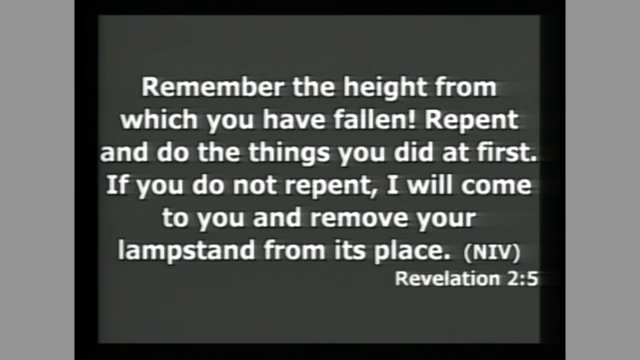 Remember the height from
which you have fallen! Repent
and do the things you did at first.
If you do not repent, I will come
to you and remove your
lampstand from its place. (NIV)
Revelation 2:5